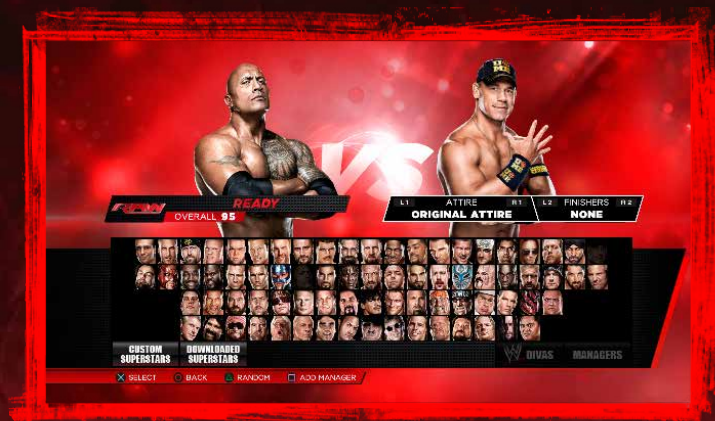 VS
RAW
READY
OVERALL 95
L1 ATTIRE R1
ORIGINAL ATTIRE
L2 FINISHERS R2
NONE
CUSTOM
SUPERSTARS
DOWNLOADED
SUPERSTARS
DIVAS
MANAGERS
SELECT
BACK
RANDOM
ADD MANAGER